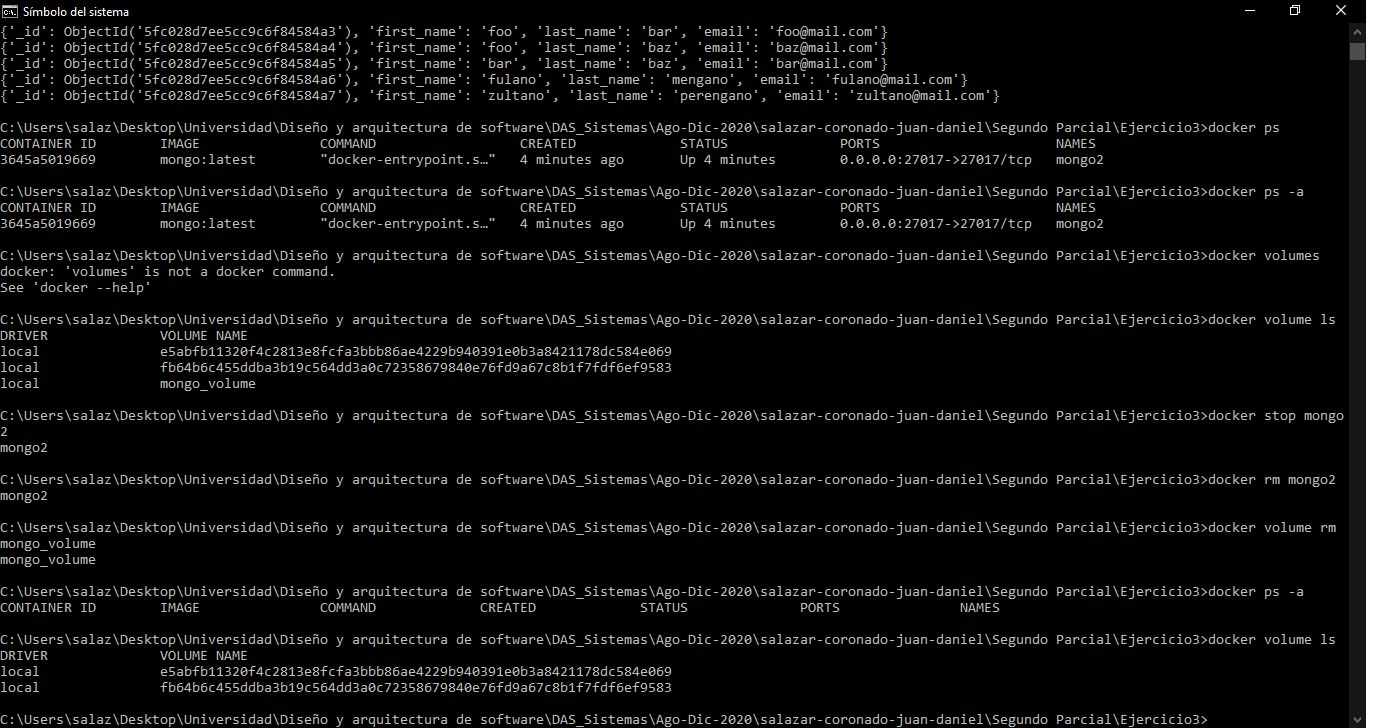 Símbolo del sistema
{'_id': ObjectId('5fc028d7ee5cc9c6f84584a3'), 'first_name': 'foo', 'last_name': 'bar', 'email': 'foo@mail.com'}
{'_id': ObjectId('5fc028d7ee5cc9c6f84584a4'), 'first_name': 'foo', 'last_name': 'baz', 'email': 'baz@mail.com'}
{'_id': ObjectId('5fc028d7ee5cc9c6f84584a5'), 'first_name': 'bar', 'last_name': 'baz', 'email': 'bar@mail.com'}
{'_id': ObjectId('5fc028d7ee5cc9c6f84584a6'), 'first_name': 'fulano', 'last_name': 'mengano', 'email': 'fulano@mail.com'}
{'_id': ObjectId('5fc028d7ee5cc9c6f84584a7'), 'first_name': 'zultano', 'last_name': 'perengano', 'email': 'zultano@mail.com'}
C:\Users\salaz\Desktop\Universidad\Diseño y arquitectura de software\DAS_Sistemas\Ago-Dic-2020\salazar-coronado-juan-daniel\Segundo Parcial\Ejercicio3>docker ps
CONTAINER ID IMAGE COMMAND CREATED STATUS PORTS NAMES
3645a5019669 mongo:latest "docker-entrypoint.s…" 4 minutes ago Up 4 minutes 0.0.0.0:27017->27017/tcp mongo2
C:\Users\salaz\Desktop\Universidad\Diseño y arquitectura de software\DAS_Sistemas\Ago-Dic-2020\salazar-coronado-juan-daniel\Segundo Parcial\Ejercicio3>docker ps -a
CONTAINER ID IMAGE COMMAND CREATED STATUS PORTS NAMES
3645a5019669 mongo:latest "docker-entrypoint.s…" 4 minutes ago Up 4 minutes 0.0.0.0:27017->27017/tcp mongo2
C:\Users\salaz\Desktop\Universidad\Diseño y arquitectura de software\DAS_Sistemas\Ago-Dic-2020\salazar-coronado-juan-daniel\Segundo Parcial\Ejercicio3>docker volumes
docker: 'volumes' is not a docker command.
See 'docker --help'
C:\Users\salaz\Desktop\Universidad\Diseño y arquitectura de software\DAS_Sistemas\Ago-Dic-2020\salazar-coronado-juan-daniel\Segundo Parcial\Ejercicio3>docker volume ls
DRIVER VOLUME NAME
local e5abfb11320f4c2813e8fcfa3bbb86ae4229b940391e0b3a8421178dc584e069
local fb64b6c455ddba3b19c564dd3a0c72358679840e76fd9a67c8b1f7fdf6ef9583
local mongo_volume
C:\Users\salaz\Desktop\Universidad\Diseño y arquitectura de software\DAS_Sistemas\Ago-Dic-2020\salazar-coronado-juan-daniel\Segundo Parcial\Ejercicio3>docker stop mongo
2
mongo2
C:\Users\salaz\Desktop\Universidad\Diseño y arquitectura de software\DAS_Sistemas\Ago-Dic-2020\salazar-coronado-juan-daniel\Segundo Parcial\Ejercicio3>docker rm mongo2
mongo2
C:\Users\salaz\Desktop\Universidad\Diseño y arquitectura de software\DAS_Sistemas\Ago-Dic-2020\salazar-coronado-juan-daniel\Segundo Parcial\Ejercicio3>docker volume rm
mongo_volume
mongo_volume
C:\Users\salaz\Desktop\Universidad\Diseño y arquitectura de software\DAS_Sistemas\Ago-Dic-2020\salazar-coronado-juan-daniel\Segundo Parcial\Ejercicio3>docker ps -a
CONTAINER ID IMAGE COMMAND CREATED STATUS PORTS NAMES
C:\Users\salaz\Desktop\Universidad\Diseño y arquitectura de software\DAS_Sistemas\Ago-Dic-2020\salazar-coronado-juan-daniel\Segundo Parcial\Ejercicio3>docker volume ls
DRIVER VOLUME NAME
local e5abfb11320f4c2813e8fcfa3bbb86ae4229b940391e0b3a8421178dc584e069
local fb64b6c455ddba3b19c564dd3a0c72358679840e76fd9a67c8b1f7fdf6ef9583
C:\Users\salaz\Desktop\Universidad\Diseño y arquitectura de software\DAS_Sistemas\Ago-Dic-2020\salazar-coronado-juan-daniel\Segundo Parcial\Ejercicio3>